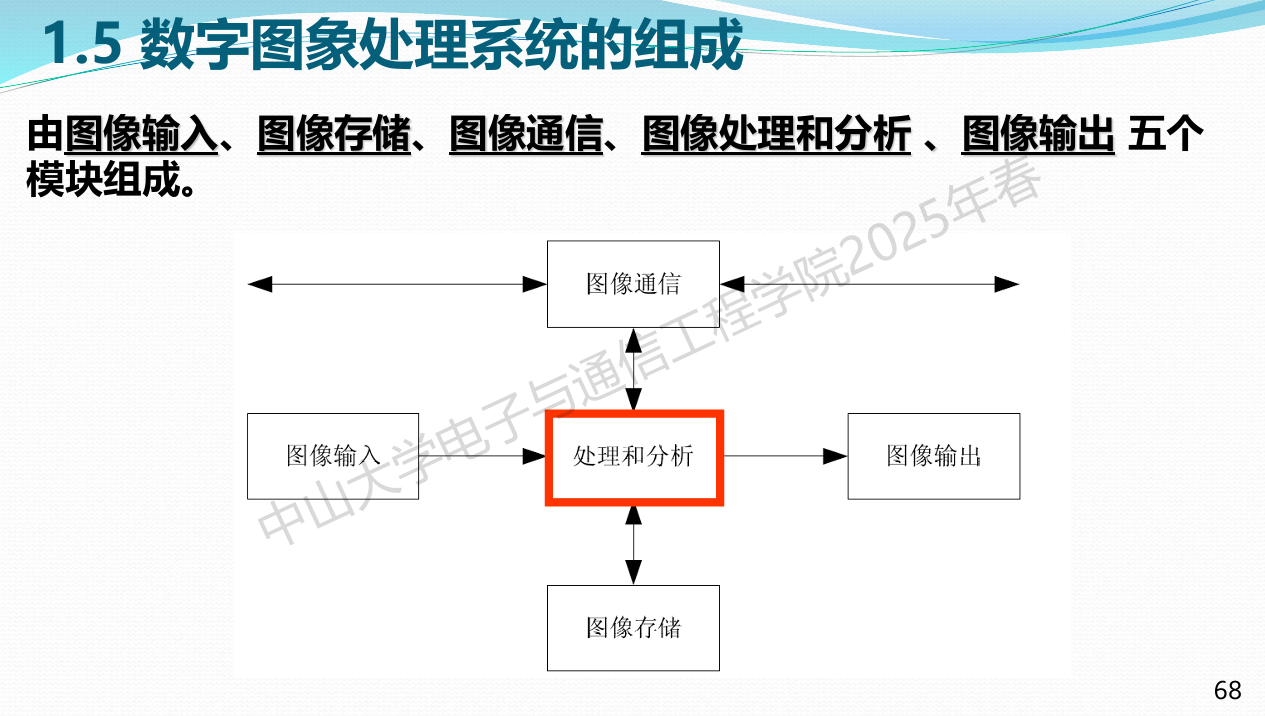 1.5 数字图象处理系统的组成
由图像输入、图像存储、图像通信、图像处理和分析 、图像输出 五个
模块组成。
图像通信
图像输入
处理和分析
图像输出
图像存储
中山大学电子与通信工程学院2025年春
68